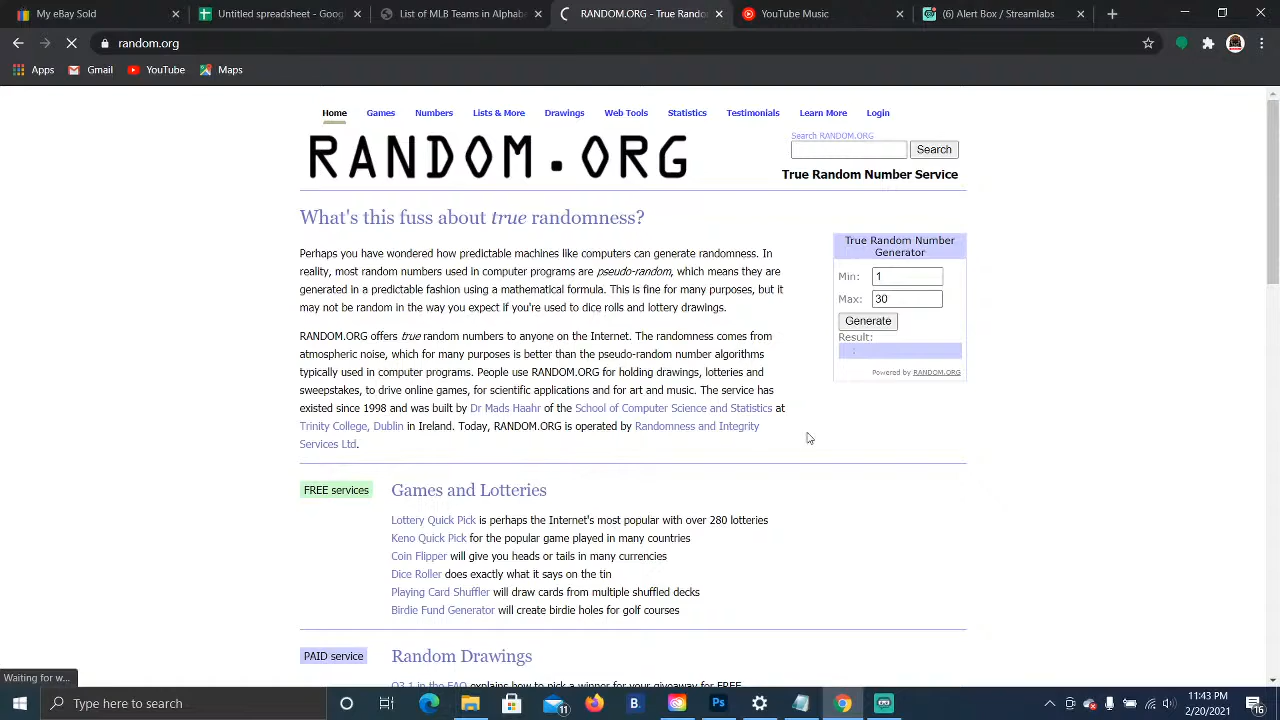 My eBay
Untitled spreadsheet - Goog
List of MLB Teams Alphabe
RANDOM.ORG - True Rando
YouTube Music
(6) Alert Box / Streamlabs
random.org
Apps
Gmail
YouTube
Maps
Home Games Numbers Lists & More Drawings Web Tools Statistics Testimonials Learn More Login
RANDOM.ORG
Search RANDOM.ORG
Search
True Random Number Service
What's this fuss about true randomness?
Perhaps you have wondered how predictable machines like computers can generate randomness. In
reality, most random numbers used in computer programs are pseudo-random, which means they are
generated in a predictable fashion using a mathematical formula. This is fine for many purposes, but it
may not be random in the way you expect if you're used to dice rolls and lottery drawings.
RANDOM.ORG offers true random numbers to anyone on the Internet. The randomness comes from
atmospheric noise, which for many purposes is better than the pseudo-random number algorithms
typically used in computer programs. People use RANDOM.ORG for holding drawings, lotteries and
sweepstakes, to drive online games, for scientific applications and for art and music. The service has
existed since 1998 and was built by Dr Mads Haahr of the School of Computer Science and Statistics at
Trinity College, Dublin in Ireland. Today, RANDOM.ORG is operated by Randomness and Integrity
Services Ltd.
True Random Number
Generator
Min: 1
Max: 30
Generate
Result:
Powered by RANDOM.ORG
FREE services
Games and Lotteries
Lottery Quick Pick is perhaps the Internet's most popular with over 280 lotteries
Keno Quick Pick for the popular game played in many countries
Coin Flipper will give you heads or tails in many currencies
Dice Roller does exactly what it says on the tin
Playing Card Shuffler will draw cards from multiple shuffled decks
Birdie Fund Generator will create birdie holes for golf courses
PAID service
Random Drawings
Q3.1 in the FAQ explains how to pick a winner for your giveaway for FREE
Waiting for w...
Type here to search
11
11:43 PM
2/20/2021